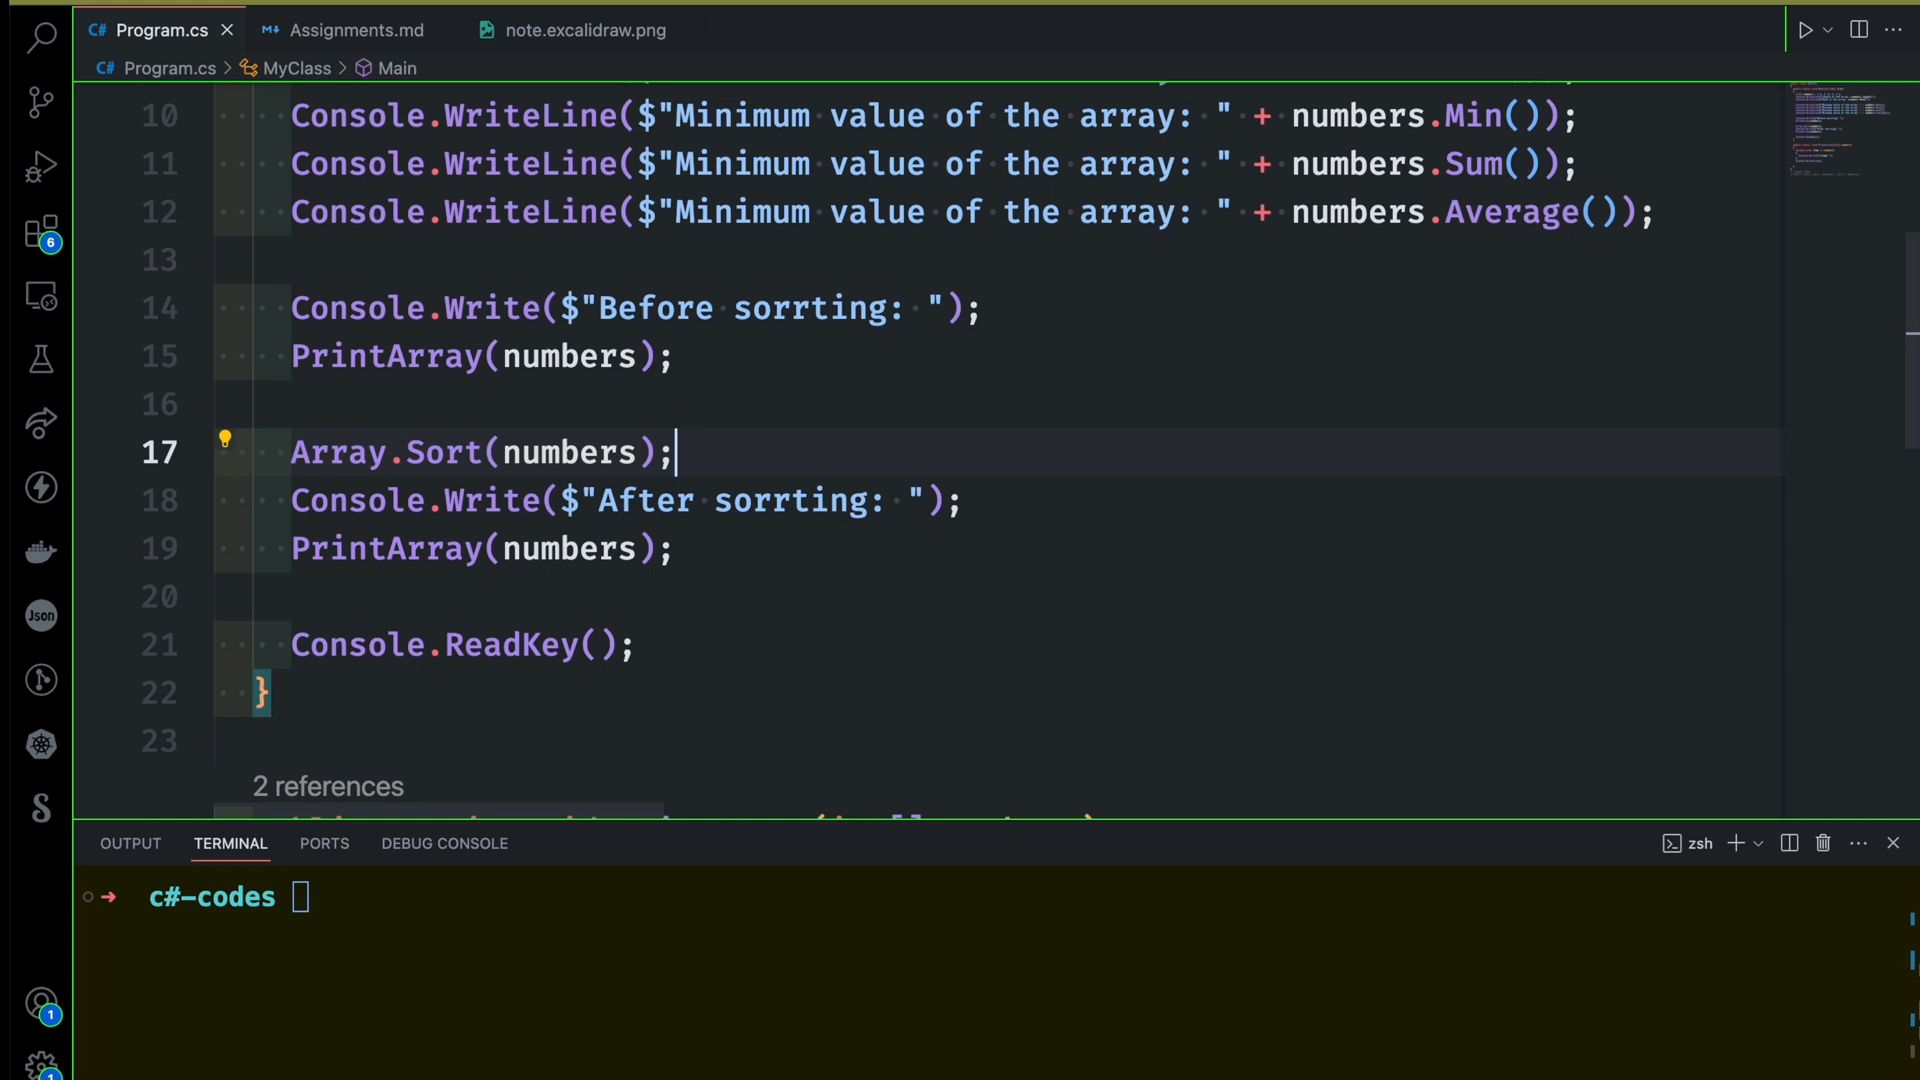 C# Program.cs × M↓ Assignments.md note.excalidraw.png
C# Program.cs > MyClass > Main
10 Console.WriteLine($"Minimum value of the array: " + numbers.Min());
11 Console.WriteLine($"Minimum value of the array: " + numbers.Sum());
12 Console.WriteLine($"Minimum value of the array: " + numbers.Average());
13
14 Console.Write($"Before sorrting: ");
15 PrintArray(numbers);
16
17 Array.Sort(numbers);
18 Console.Write($"After sorrting: ");
19 PrintArray(numbers);
20
21 Console.ReadKey();
22 }
23
2 references
6
Json
OUTPUT TERMINAL PORTS DEBUG CONSOLE zsh
c#-codes
1
1